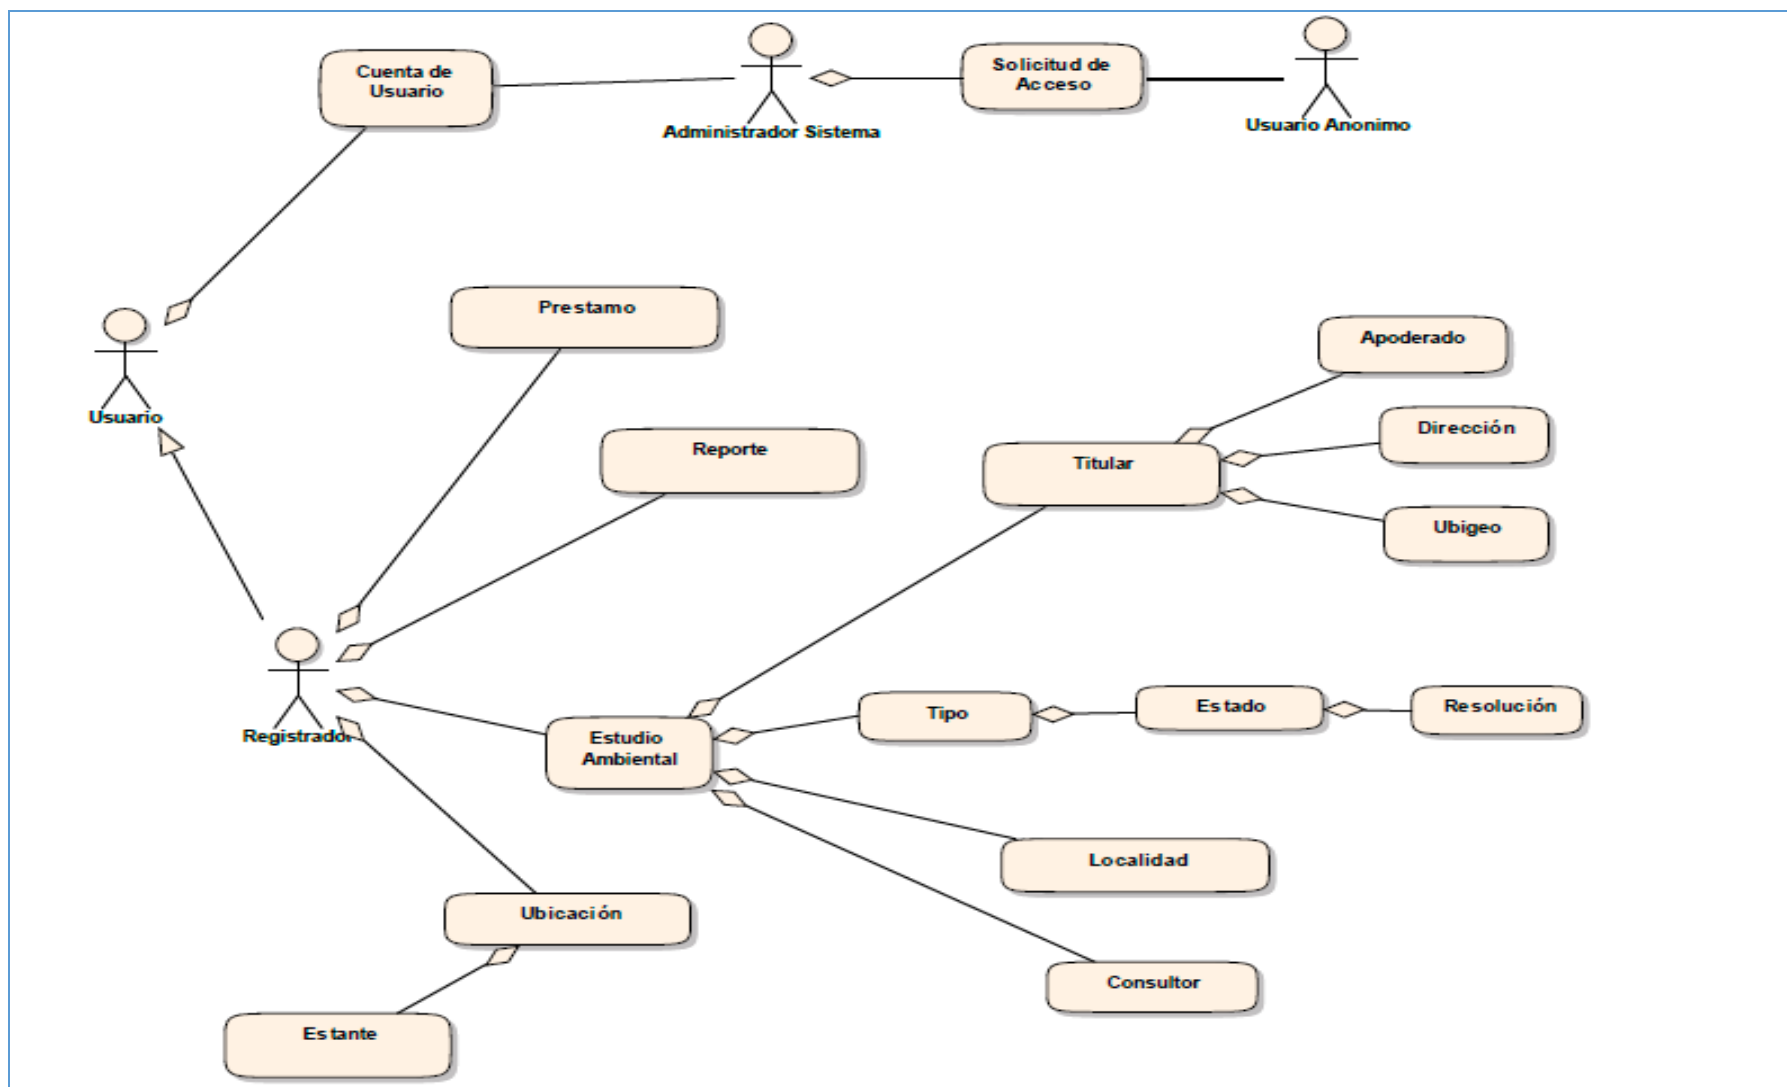 Cuenta de
Usuario
Administrador Sistema
Solicitud de
Acceso
Usuario Anonimo
Usuario
Prestamo
Reporte
Apoderado
Dirección
Titular
Ubigeo
Registrador
Estudio
Ambiental
Tipo
Estado
Resolución
Localidad
Ubicación
Consultor
Estante